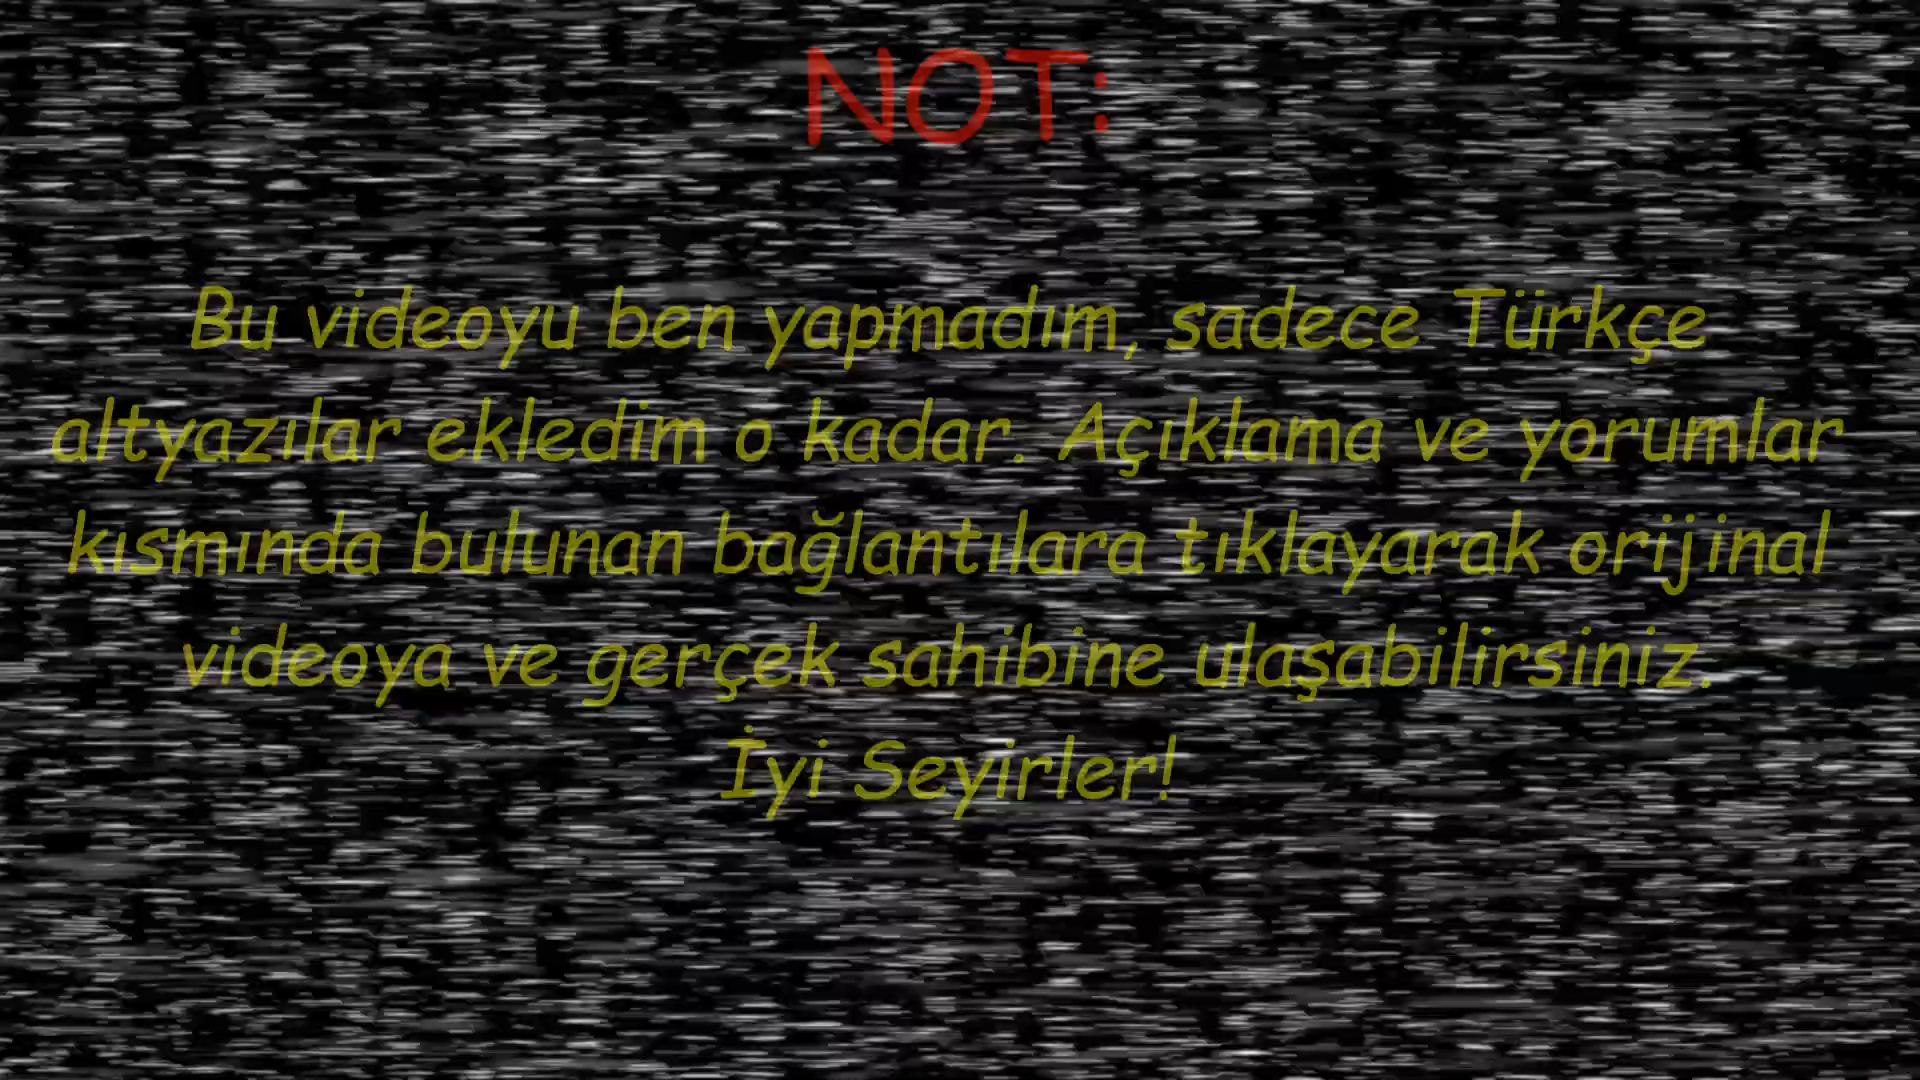 NOT:
Bu videoyu ben yapmadım, sadece Türkçe
altyazılar ekledim o kadar. Açıklama ve yorumlar
kısmında bulunan bağlantılara tıklayarak orijinal
videoya ve gerçek sahibine ulaşabilirsiniz.
İyi Seyirler!